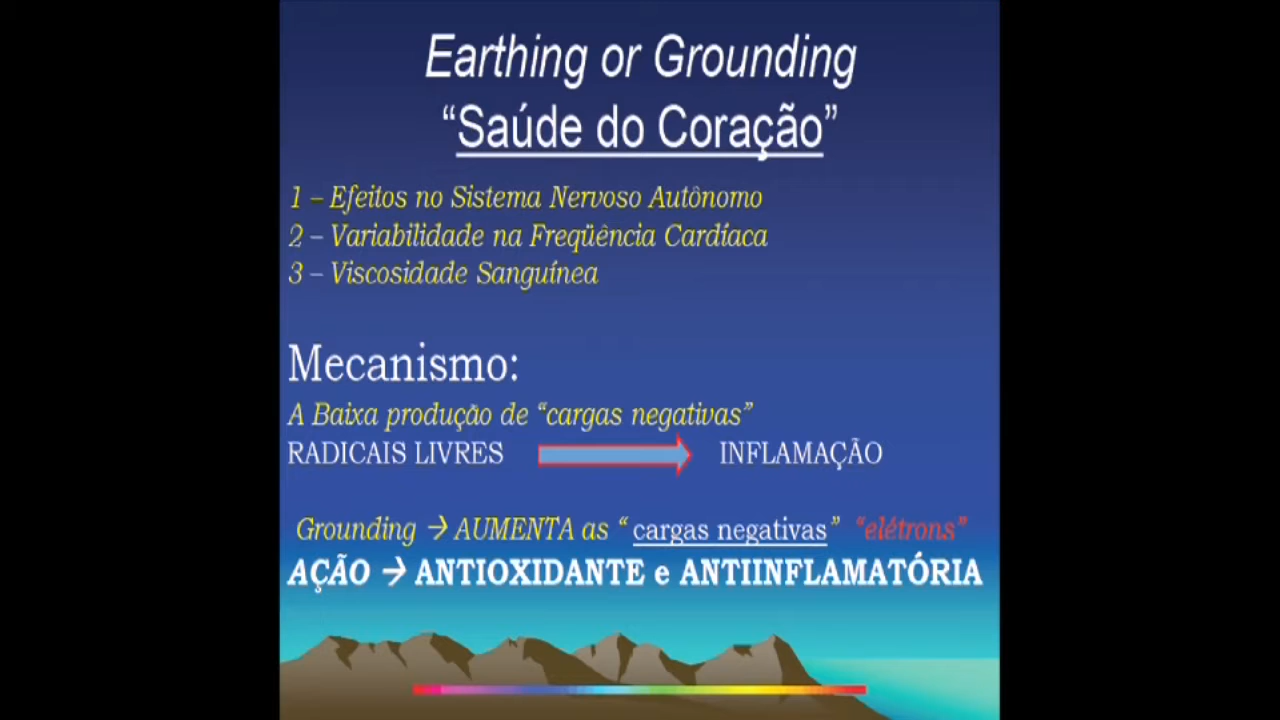 Earthing or Grounding
“Saúde do Coração”
1 – Efeitos no Sistema Nervoso Autônomo
2 – Variabilidade na Freqüência Cardíaca
3 – Viscosidade Sanguínea
Mecanismo:
A Baixa produção de “cargas negativas”
RADICAIS LIVRES INFLAMAÇÃO
Grounding → AUMENTA as “ cargas negativas” “elétrons”
AÇÃO → ANTIOXIDANTE e ANTIINFLAMATÓRIA